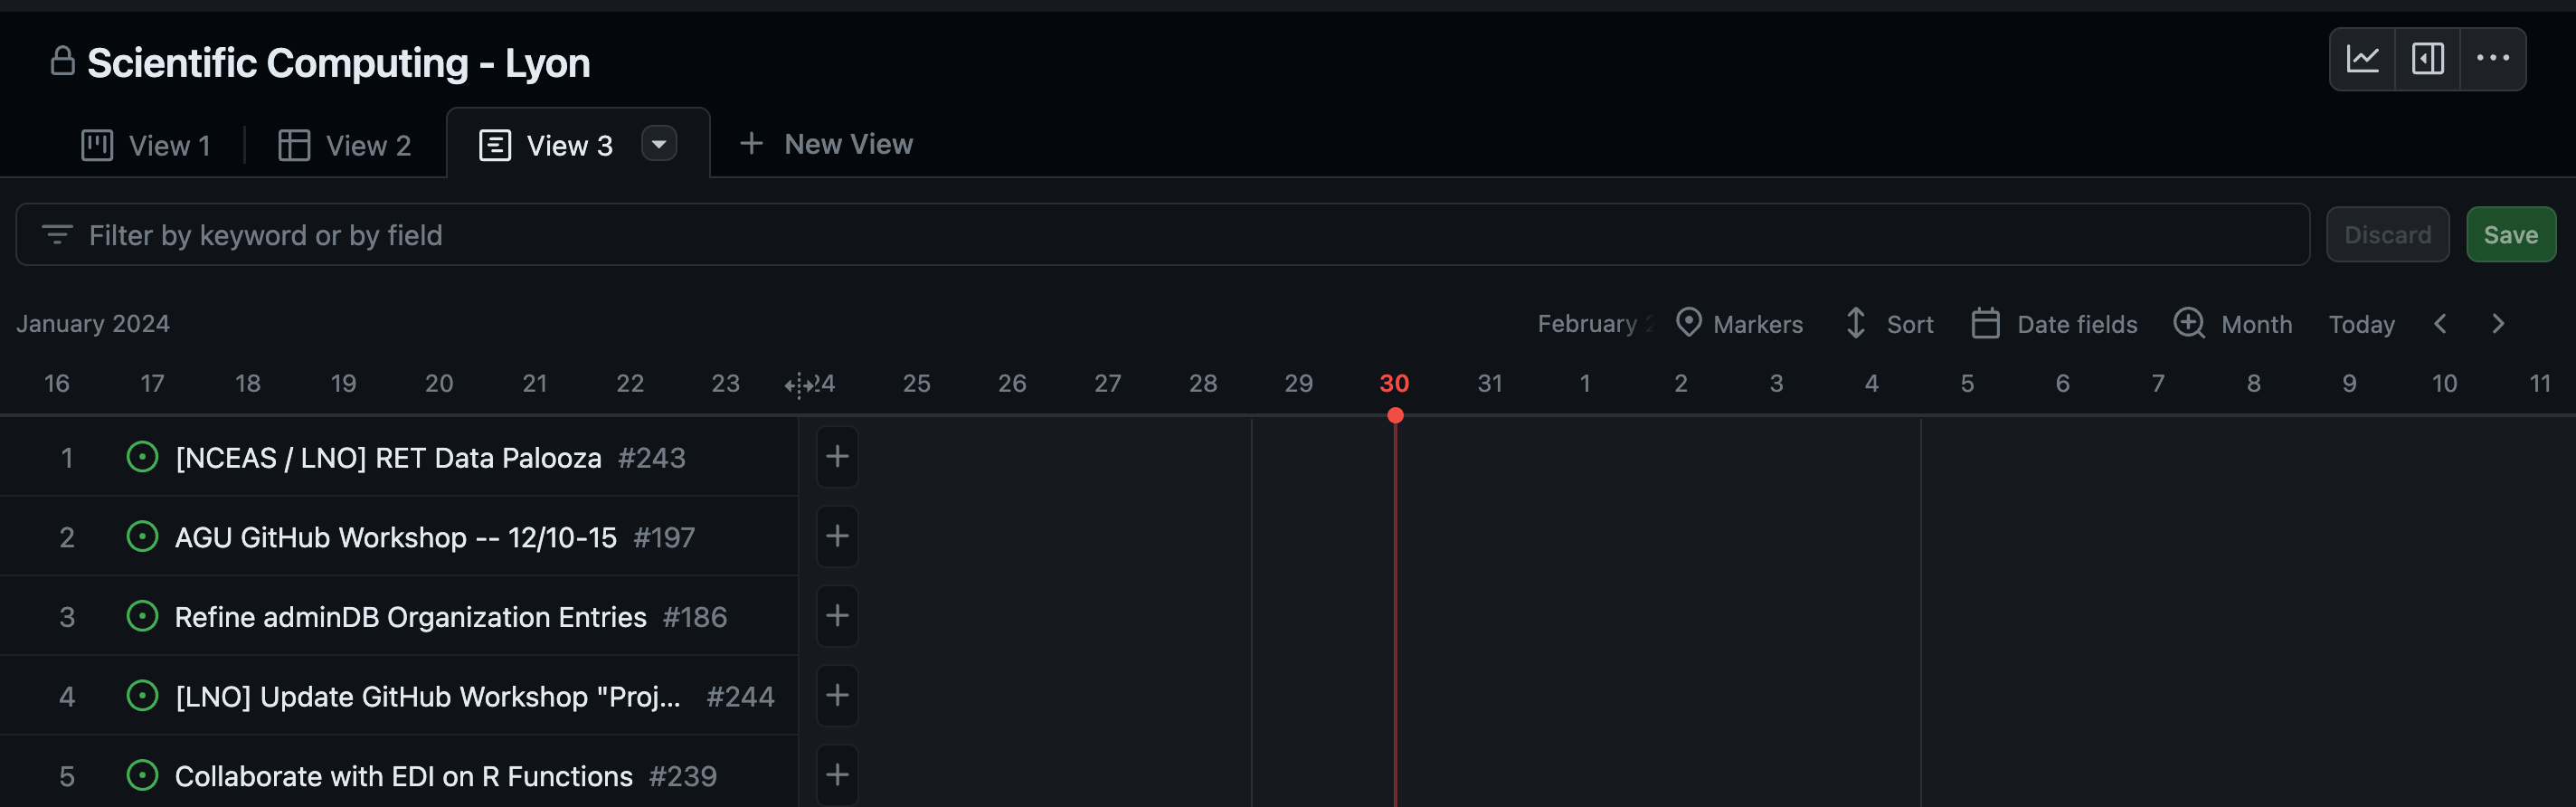 Scientific Computing - Lyon
View 1 View 2 View 3 New View
Filter by keyword or by field Discard Save
January 2024 February Markers Sort Date fields Month Today
16 17 18 19 20 21 22 23 24 25 26 27 28 29 30 31 1 2 3 4 5 6 7 8 9 10 11
1 [NCEAS / LNO] RET Data Palooza #243
2 AGU GitHub Workshop -- 12/10-15 #197
3 Refine adminDB Organization Entries #186
4 [LNO] Update GitHub Workshop "Proj... #244
5 Collaborate with EDI on R Functions #239